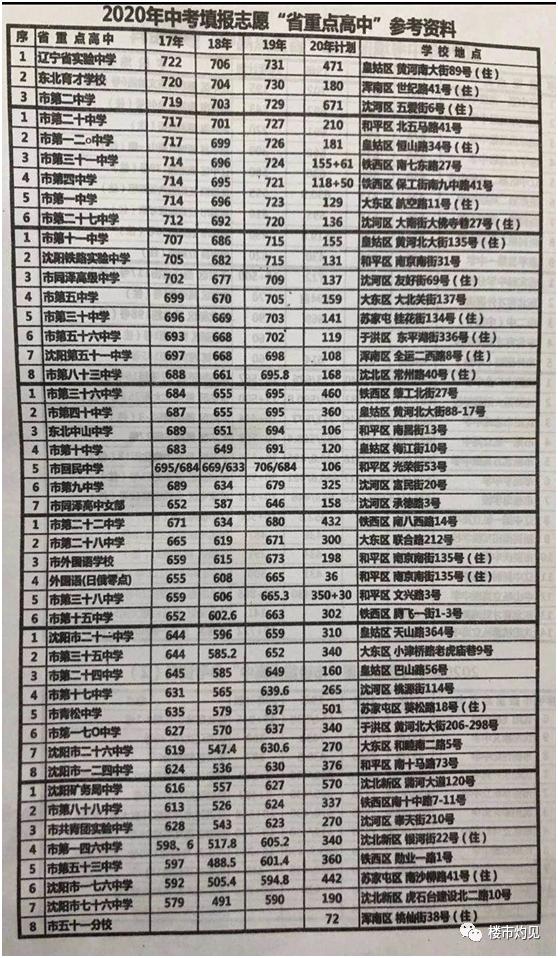 2020年中考填报志愿“省重点高中”参考资料
序 省重点高中 17年 18年 19年 20年计划 学校地点
1 辽宁省实验中学 722 706 731 471 皇姑区 黄河南大街89号(住)
2 东北育才学校 720 704 730 180 浑南区 世纪路41号(住)
3 市第二中学 719 703 729 671 沈河区 五爱街6号(住)
1 市第二十中学 717 701 727 210 和平区 北五马路41号
2 市第一二○中学 717 699 726 181 皇姑区 恒山路34号(住)
3 市第三十一中学 714 696 724 155+61 铁西区 南七东路27号
4 市第四中学 714 695 721 118+50 铁西区 保工街南九中路41号
5 市第一中学 714 696 723 129 大东区 航空路11号(住)
6 市第二十七中学 712 692 720 136 沈河区 大南街大佛寺巷27号(住)
1 市第十一中学 707 686 715 155 皇姑区 黄河北大街135号(住)
2 沈阳铁路实验中学 705 682 715 131 和平区 南京南街31号
3 市同泽高级中学 702 677 709 137 沈河区 友好街69号(住)
4 市第五中学 699 670 705 159 大东区 大北关街137号
5 市第三十中学 696 669 703 141 苏家屯 桂花街134号(住)
6 市第五十六中学 693 668 702 119 于洪区 东平湖街336号(住)
7 沈阳第五十一中学 697 668 698 108 浑南区 全运二西路8号(住)
8 市第八十三中学 688 661 695.8 168 沈北区 常州路40号(住)
1 市第三十六中学 684 655 695 460 铁西区 肇工北街27号
2 市第四十中学 687 655 695 360 皇姑区 黄河北大街88-17号
3 东北中山中学 689 651 694 106 和平区 南昌街13号
4 市第十中学 683 649 691 120 皇姑区 梅江街10号
5 市回民中学 695/684 669/633 706/684 106 和平区 光荣街53号
6 市第九中学 689 634 679 325 沈河区 富民街20号
7 市同泽高中女部 652 587 646 158 沈河区 承德路3号
1 市第二十二中学 671 634 680 432 铁西区 南八西路14号
2 市第二十八中学 665 619 671 300 大东区 联合路212号
3 市外国语学校 659 615 673 198 和平区 南京南街135号(住)
4 外国语(日俄零点) 655 608 665 36 和平区 南京南街135号(住)
5 市第三十八中学 659 606 665.3 350+30 和平区 文兴路3号
6 市第十五中学 652 602.6 663 302 铁西区 腾飞一街1-3号
1 沈阳市二十一中学 644 596 659 310 皇姑区 天山路364号
2 市第三十五中学 644 585.2 652 340 大东区 小津桥路老虎庙巷9号
3 市第二十四中学 645 585 649 160 皇姑区 巴山路56号
4 市第十七中学 631 565 639.6 265 沈河区 桃源街114号
5 市青松中学 635 579 637 501 苏家屯区 葵松路18号(住)
6 市第一七〇中学 627 570 637 340 于洪区 黄河北大街206-298号
7 沈阳市二十六中学 619 547.4 630.6 270 大东区 和睦南二路5号
8 沈阳市一二四中学 624 536 630 376 和平区 南十马路73号
1 沈阳矿务局中学 616 557 627 570 沈北新区 蒲河大道120号
2 市第八十八中学 613 526 624 337 铁西区南十中路7-11号
3 市共青团实验中学 628 543 623 270 沈河区 奉天街210号
4 市第一四六中学 598、6 517.8 605.2 340 沈北新区 银河街22号(住)
5 市第五十三中学 597 488.5 601.4 360 铁西区 勋业一路1号
6 沈阳市一七六中学 592 505.4 594.8 442 苏家屯区 南沙柳路41号(住)
7 沈阳市七十六中学 579 491 590 190 沈北新区 虎石台建设北二路10号
8 市五十一分校 72 浑南区 桃仙街38号(住)
楼市灼见